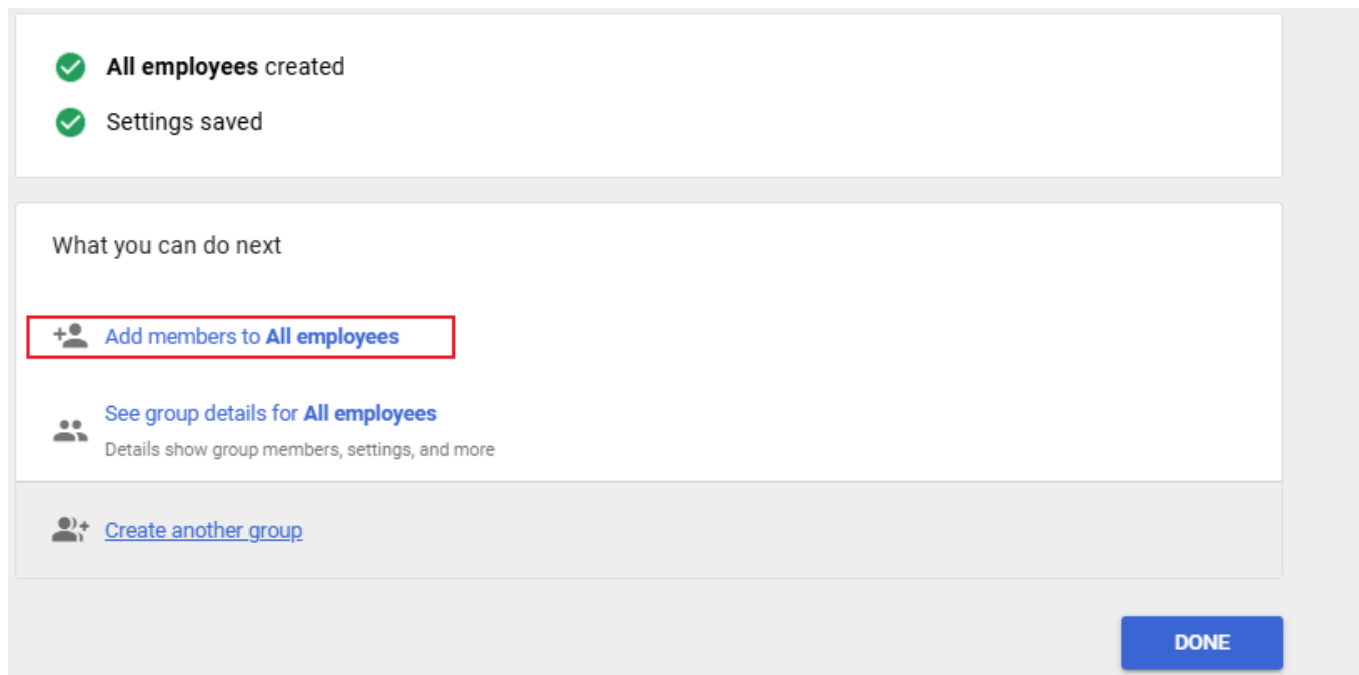 All employees created
Settings saved
What you can do next
Add members to All employees
See group details for All employees
Details show group members, settings, and more
Create another group
DONE